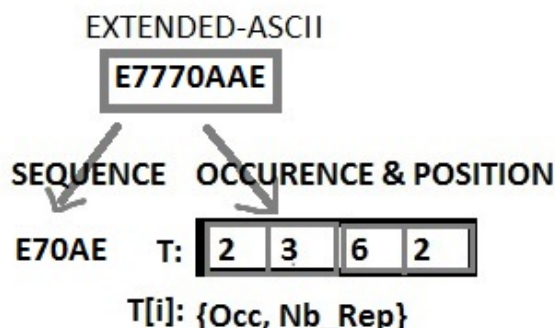 EXTENDED-ASCII
E7770AAE
SEQUENCE OCCURENCE & POSITION
E70AE T: 2 3 6 2
T[i]: {Occ, Nb_Rep}